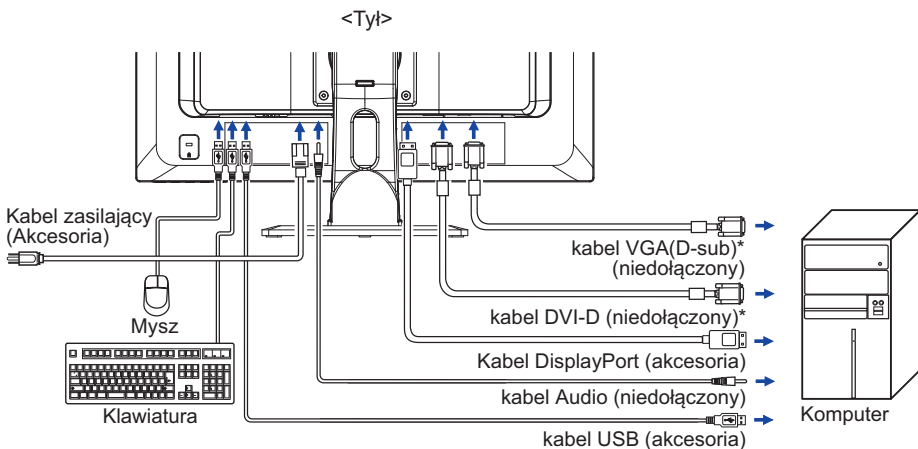 <Tył>
Kabel zasilający
(Akcesoria)
Mysz
Klawiatura
kabel VGA(D-sub)*
(niedołączony)
kabel DVI-D (niedołączony)*
Kabel DisplayPort (akcesoria)
kabel Audio (niedołączony)
kabel USB (akcesoria)
Komputer